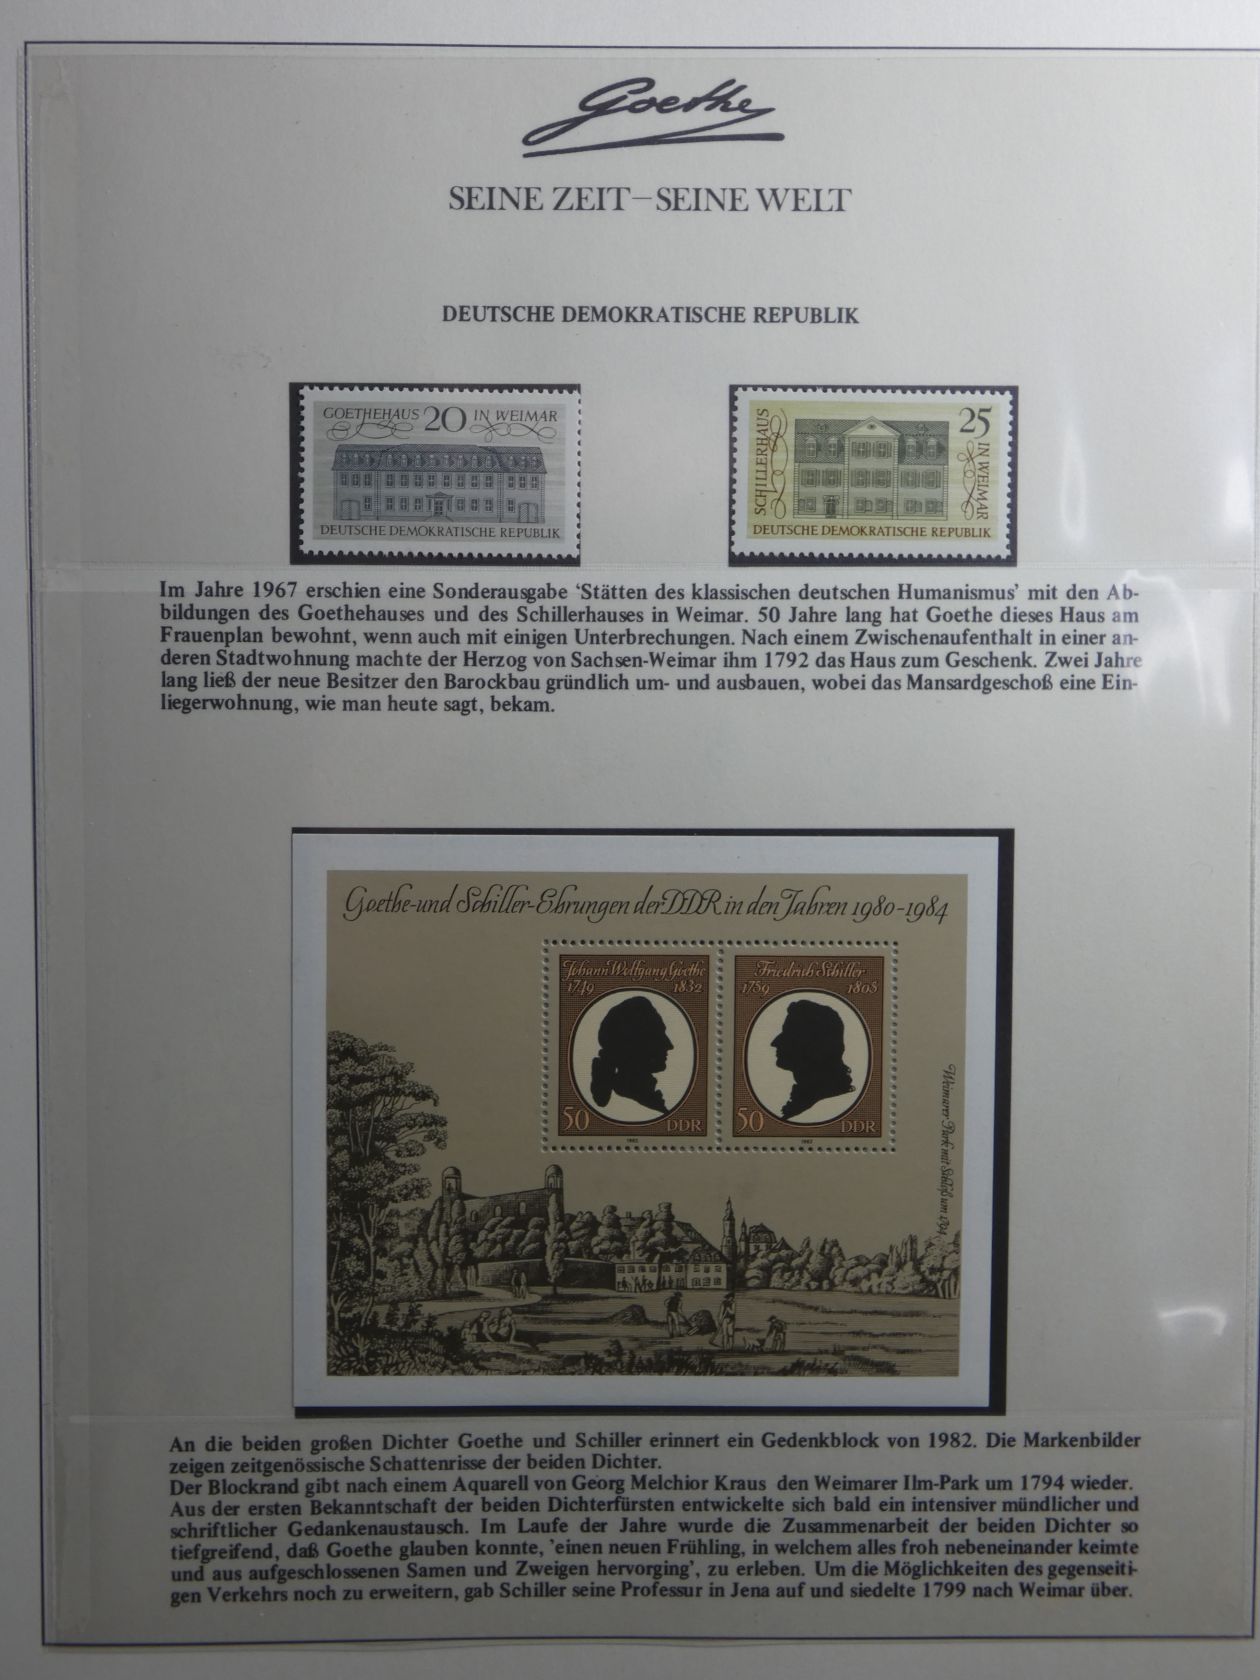 Goethe
SEINE ZEIT–SEINE WELT
DEUTSCHE DEMOKRATISCHE REPUBLIK
GOETHEHAUS 20 IN WEIMAR
DEUTSCHE DEMOKRATISCHE REPUBLIK
SCHILLERHAUS
25
IN WEIMAR
DEUTSCHE DEMOKRATISCHE REPUBLIK
Im Jahre 1967 erschien eine Sonderausgabe ‘Stätten des klassischen deutschen Humanismus’ mit den Ab-
bildungen des Goethehauses und des Schillerhauses in Weimar. 50 Jahre lang hat Goethe dieses Haus am
Frauenplan bewohnt, wenn auch mit einigen Unterbrechungen. Nach einem Zwischenaufenthalt in einer an-
deren Stadtwohnung machte der Herzog von Sachsen-Weimar ihm 1792 das Haus zum Geschenk. Zwei Jahre
lang ließ der neue Besitzer den Barockbau gründlich um- und ausbauen, wobei das Mansardgeschoß eine Ein-
liegerwohnung, wie man heute sagt, bekam.
Goethe-und Schiller-Ehrungen der DDR in den Jahren 1980-1984
Johann Wolfgang Goethe
1749 1832
50 DDR
1982
Friedrich Schiller
1759 1805
50 DDR
1982
Weimarer Park mit Schloß um 1794
An die beiden großen Dichter Goethe und Schiller erinnert ein Gedenkblock von 1982. Die Markenbilder
zeigen zeitgenössische Schattenrisse der beiden Dichter.
Der Blockrand gibt nach einem Aquarell von Georg Melchior Kraus den Weimarer Ilm-Park um 1794 wieder.
Aus der ersten Bekanntschaft der beiden Dichterfürsten entwickelte sich bald ein intensiver mündlicher und
schriftlicher Gedankenaustausch. Im Laufe der Jahre wurde die Zusammenarbeit der beiden Dichter so
tiefgreifend, daß Goethe glauben konnte, 'einen neuen Frühling, in welchem alles froh nebeneinander keimte
und aus aufgeschlossenen Samen und Zweigen hervorging', zu erleben. Um die Möglichkeiten des gegenseiti-
gen Verkehrs noch zu erweitern, gab Schiller seine Professur in Jena auf und siedelte 1799 nach Weimar über.